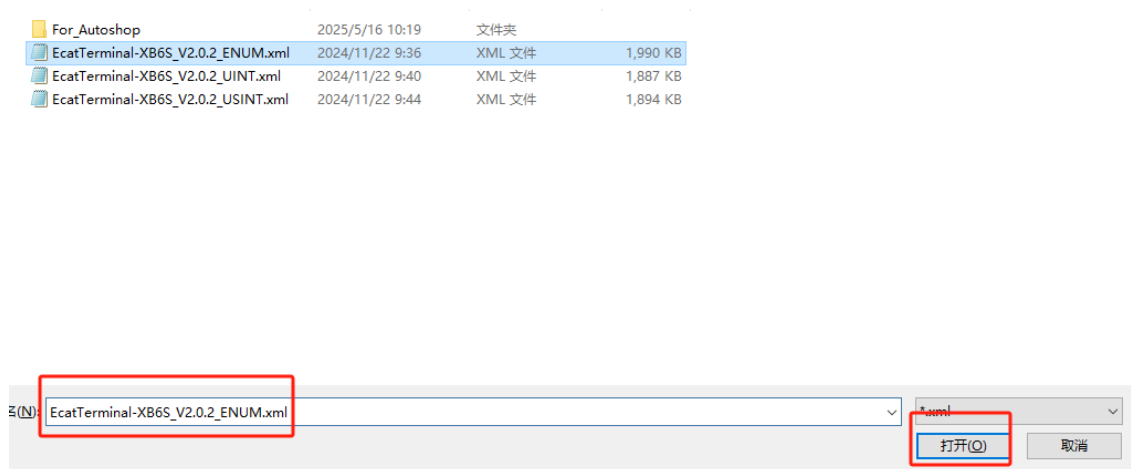 For_Autoshop 2025/5/16 10:19 文件夹
EcatTerminal-XB6S_V2.0.2_ENUM.xml 2024/11/22 9:36 XML 文件 1,990 KB
EcatTerminal-XB6S_V2.0.2_UINT.xml 2024/11/22 9:40 XML 文件 1,887 KB
EcatTerminal-XB6S_V2.0.2_USINT.xml 2024/11/22 9:44 XML 文件 1,894 KB
(N): EcatTerminal-XB6S_V2.0.2_ENUM.xml *.xml
打开(O) 取消